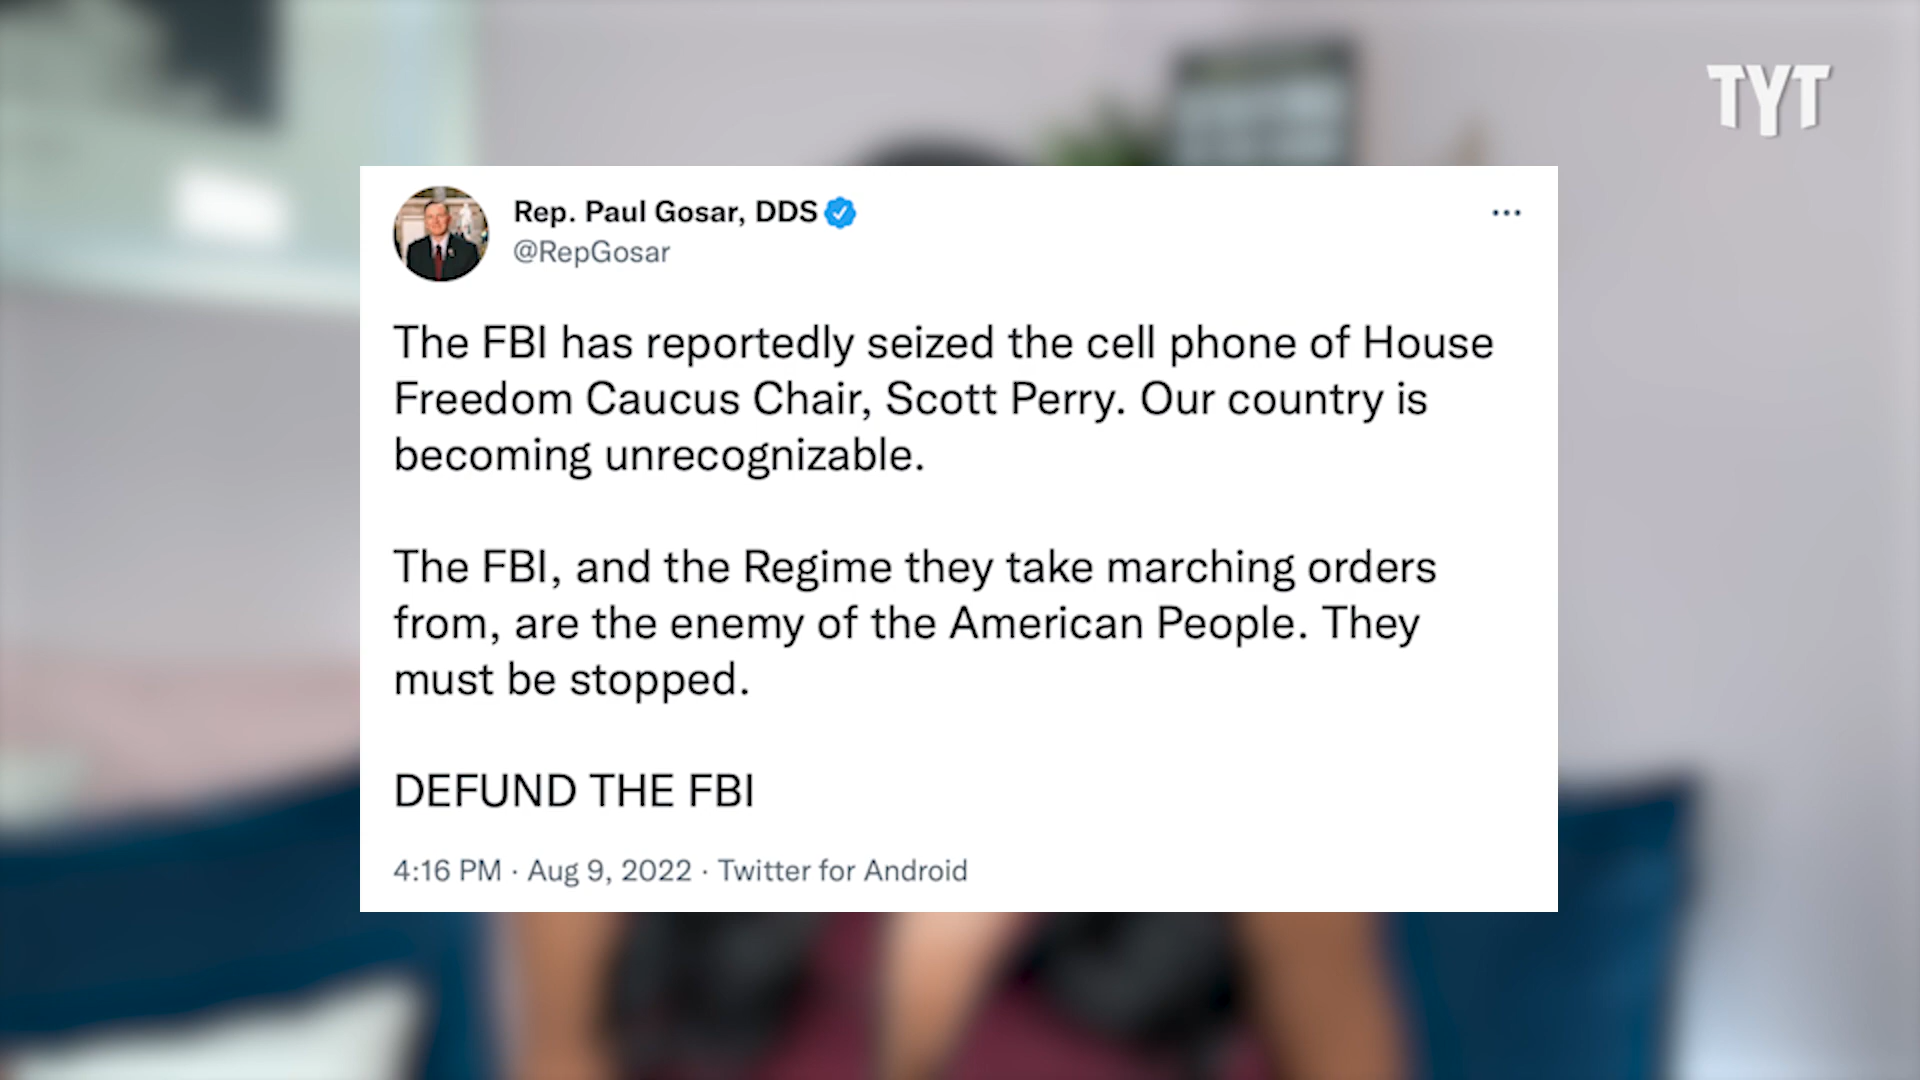 TYT
Rep. Paul Gosar, DDS
@RepGosar
The FBI has reportedly seized the cell phone of House
Freedom Caucus Chair, Scott Perry. Our country is
becoming unrecognizable.
The FBI, and the Regime they take marching orders
from, are the enemy of the American People. They
must be stopped.
DEFUND THE FBI
4:16 PM · Aug 9, 2022 · Twitter for Android